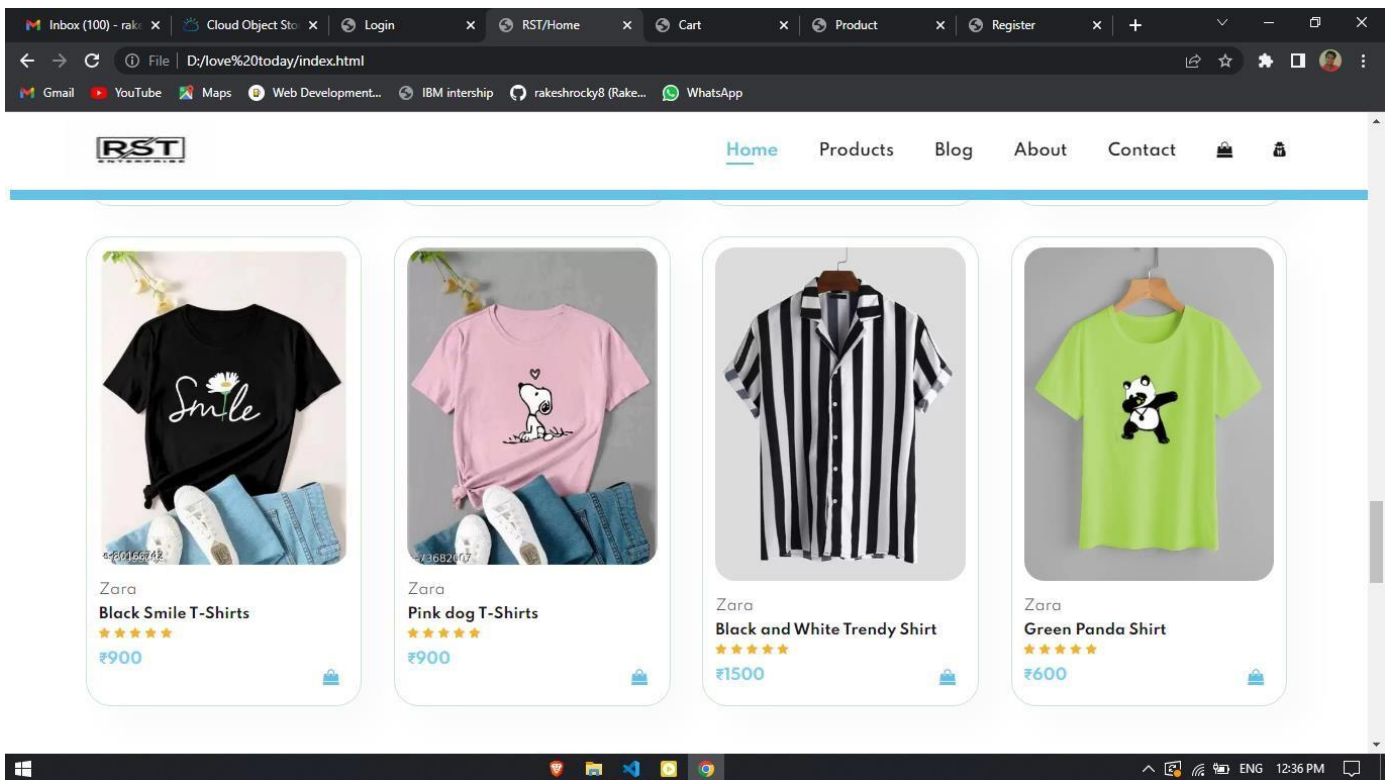 Inbox (100) - rake
Cloud Object Sto
Login
RST/Home
Cart
Product
Register
File D:/love%20today/index.html
Gmail
YouTube
Maps
Web Development...
IBM intership
rakeshrocky8 (Rake...
WhatsApp
RST
ENTERPRISE
Home
Products
Blog
About
Contact
Smile
Zara
Black Smile T-Shirts
₹900
Zara
Pink dog T-Shirts
₹900
Zara
Black and White Trendy Shirt
₹1500
Zara
Green Panda Shirt
₹600
ENG 12:36 PM